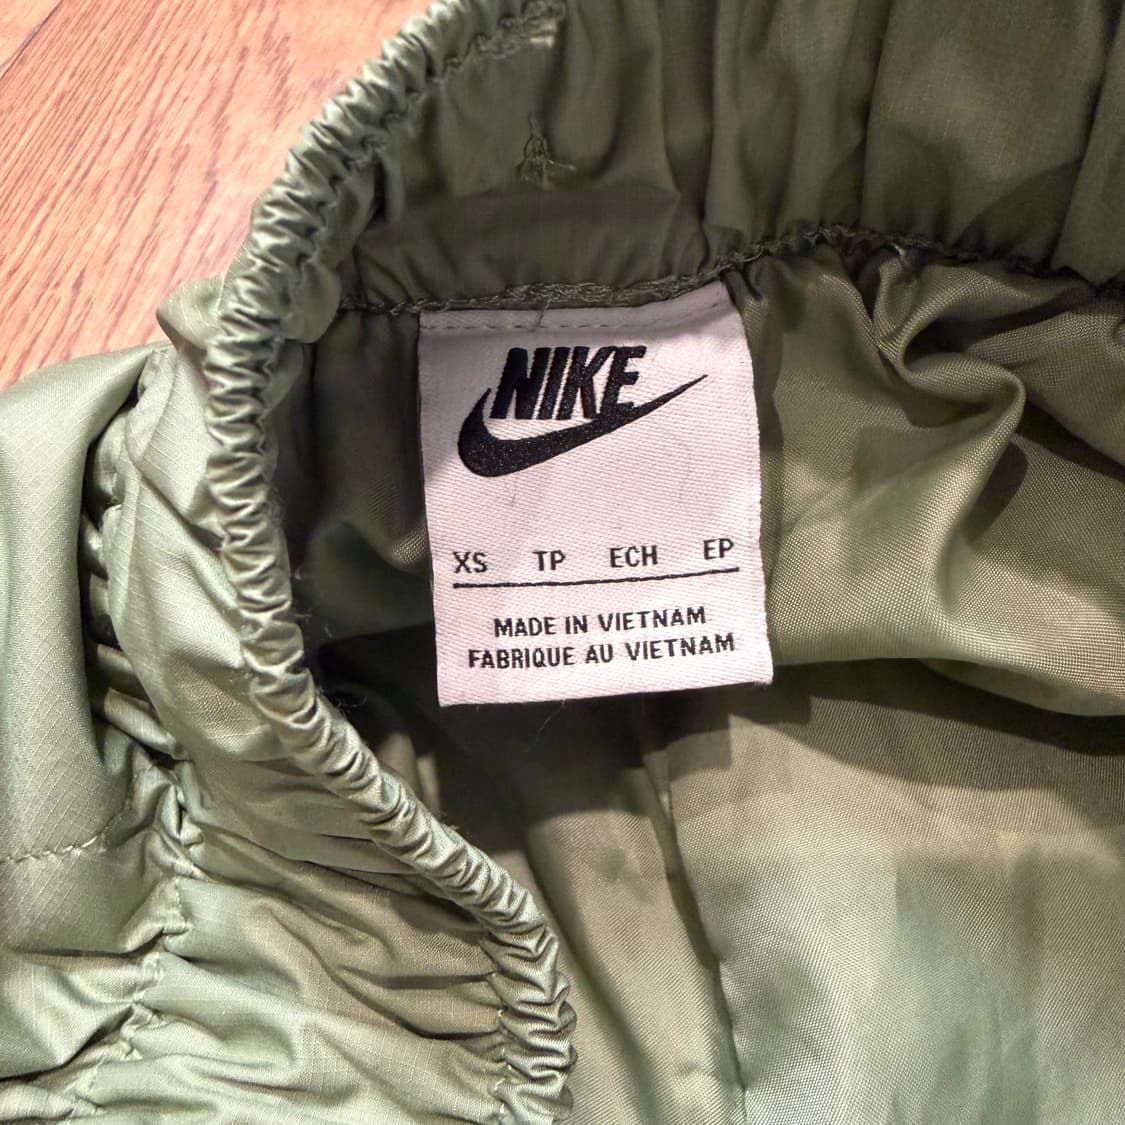 NIKE
XS TP ECH EP
MADE IN VIETNAM
FABRIQUE AU VIETNAM